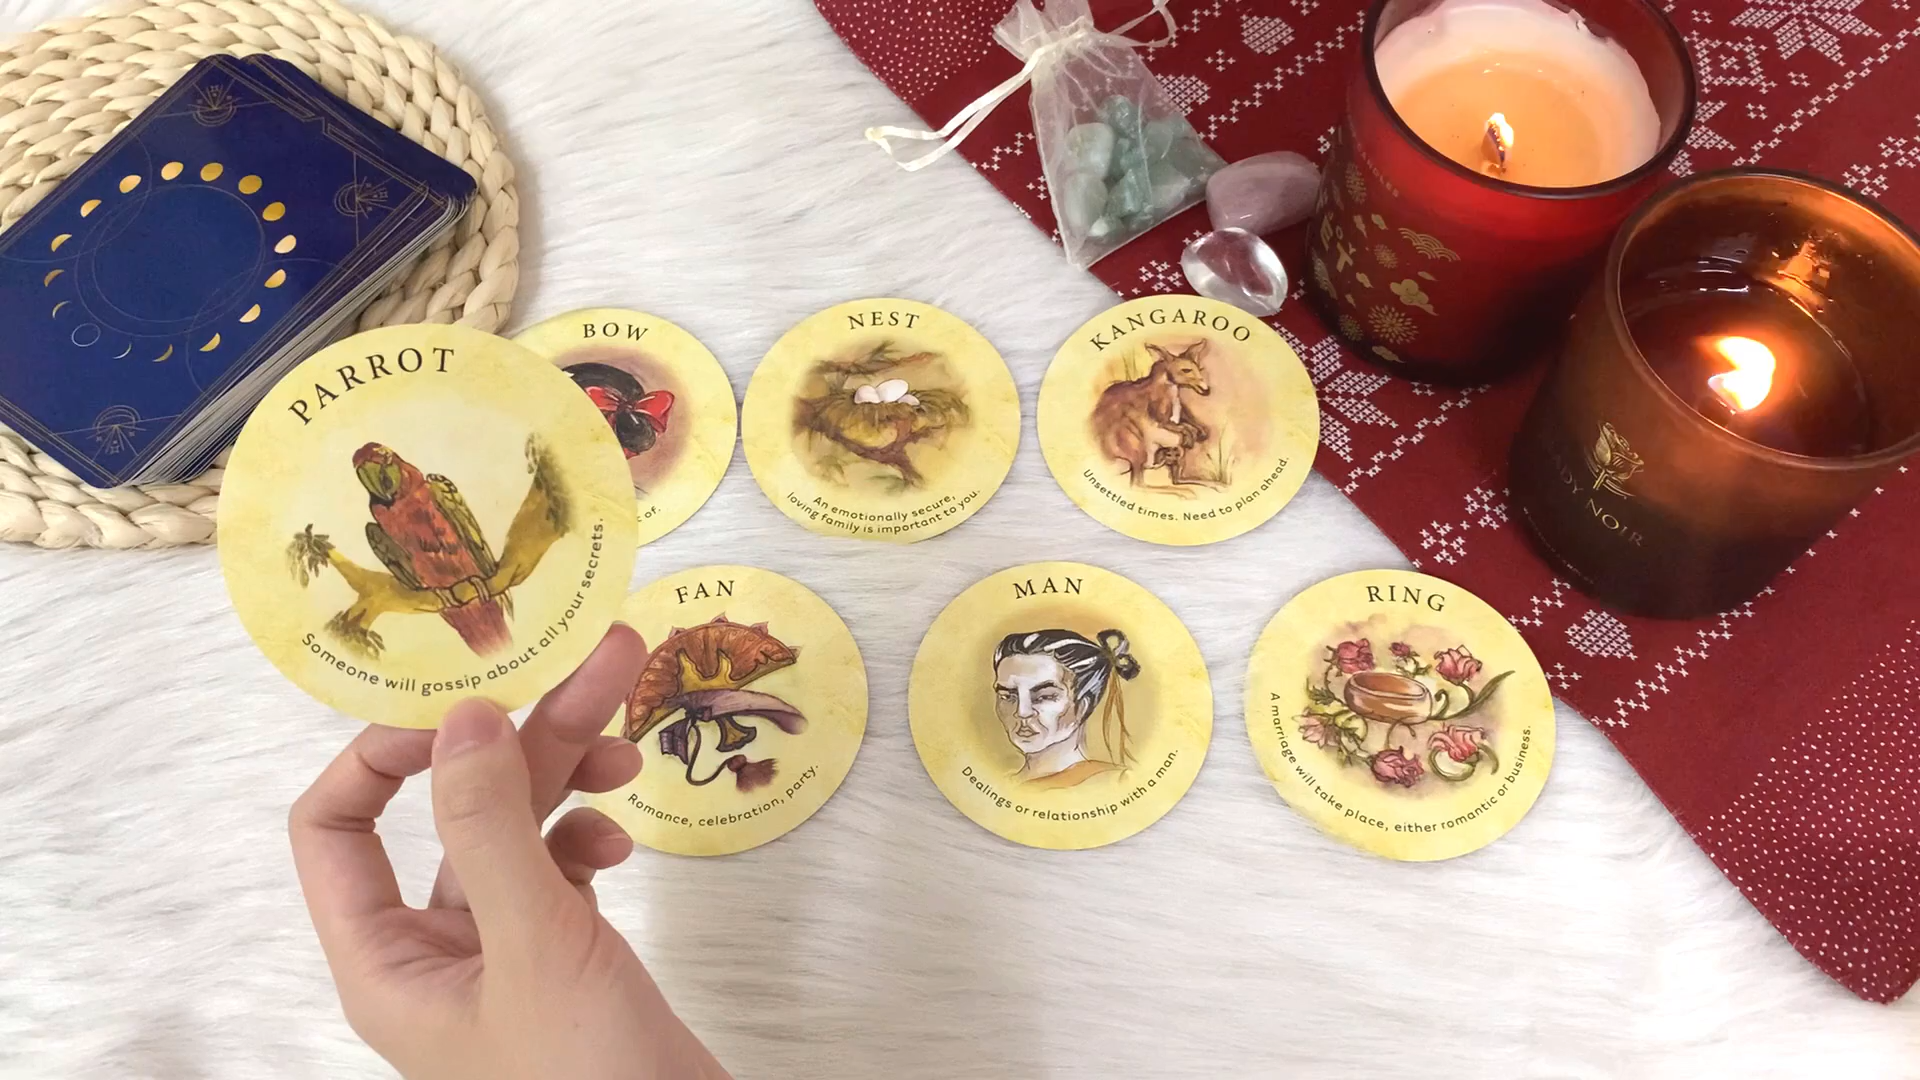 PARROT
Someone will gossip about all your secrets.
BOW
of.
NEST
An emotionally secure,
loving family is important to you.
KANGAROO
Unsettled times. Need to plan ahead.
FAN
Romance, celebration, party.
MAN
Dealings or relationship with a man.
RING
A marriage will take place, either romantic or business.
NOIR